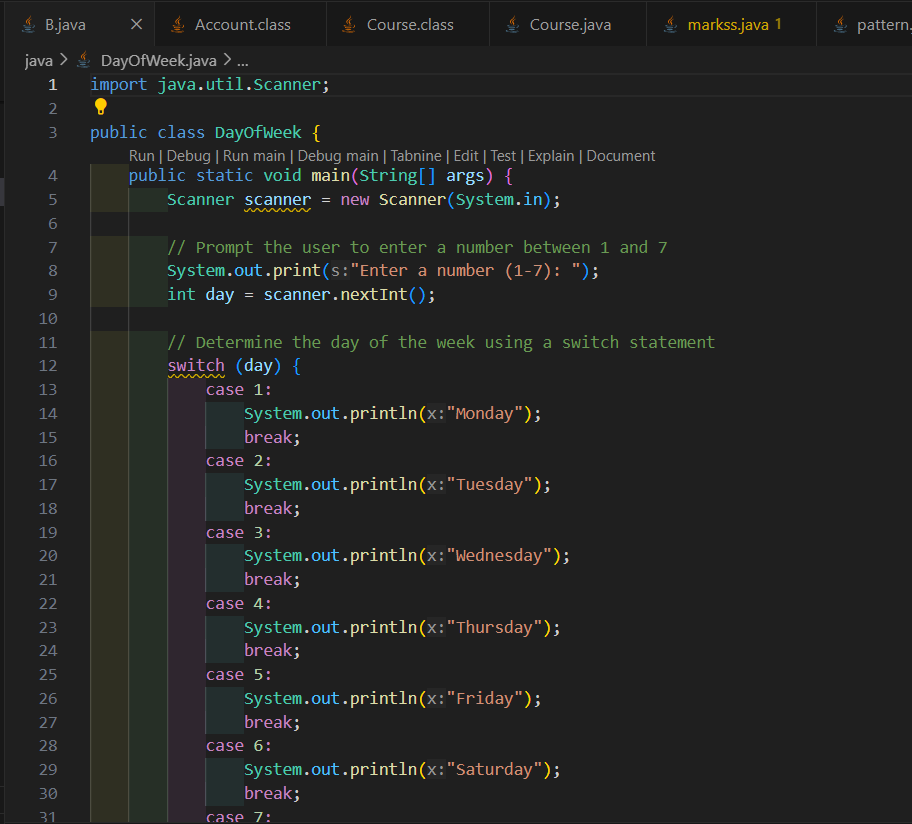 B.java Account.class Course.class Course.java markss.java 1 pattern.
java > DayOfWeek.java > ...
1 import java.util.Scanner;
2
3 public class DayOfWeek {
Run | Debug | Run main | Debug main | Tabnine | Edit | Test | Explain | Document
4 public static void main(String[] args) {
5 Scanner scanner = new Scanner(System.in);
6
7 // Prompt the user to enter a number between 1 and 7
8 System.out.print(s:"Enter a number (1-7): ");
9 int day = scanner.nextInt();
10
11 // Determine the day of the week using a switch statement
12 switch (day) {
13 case 1:
14 System.out.println(x:"Monday");
15 break;
16 case 2:
17 System.out.println(x:"Tuesday");
18 break;
19 case 3:
20 System.out.println(x:"Wednesday");
21 break;
22 case 4:
23 System.out.println(x:"Thursday");
24 break;
25 case 5:
26 System.out.println(x:"Friday");
27 break;
28 case 6:
29 System.out.println(x:"Saturday");
30 break;
31 case 7: